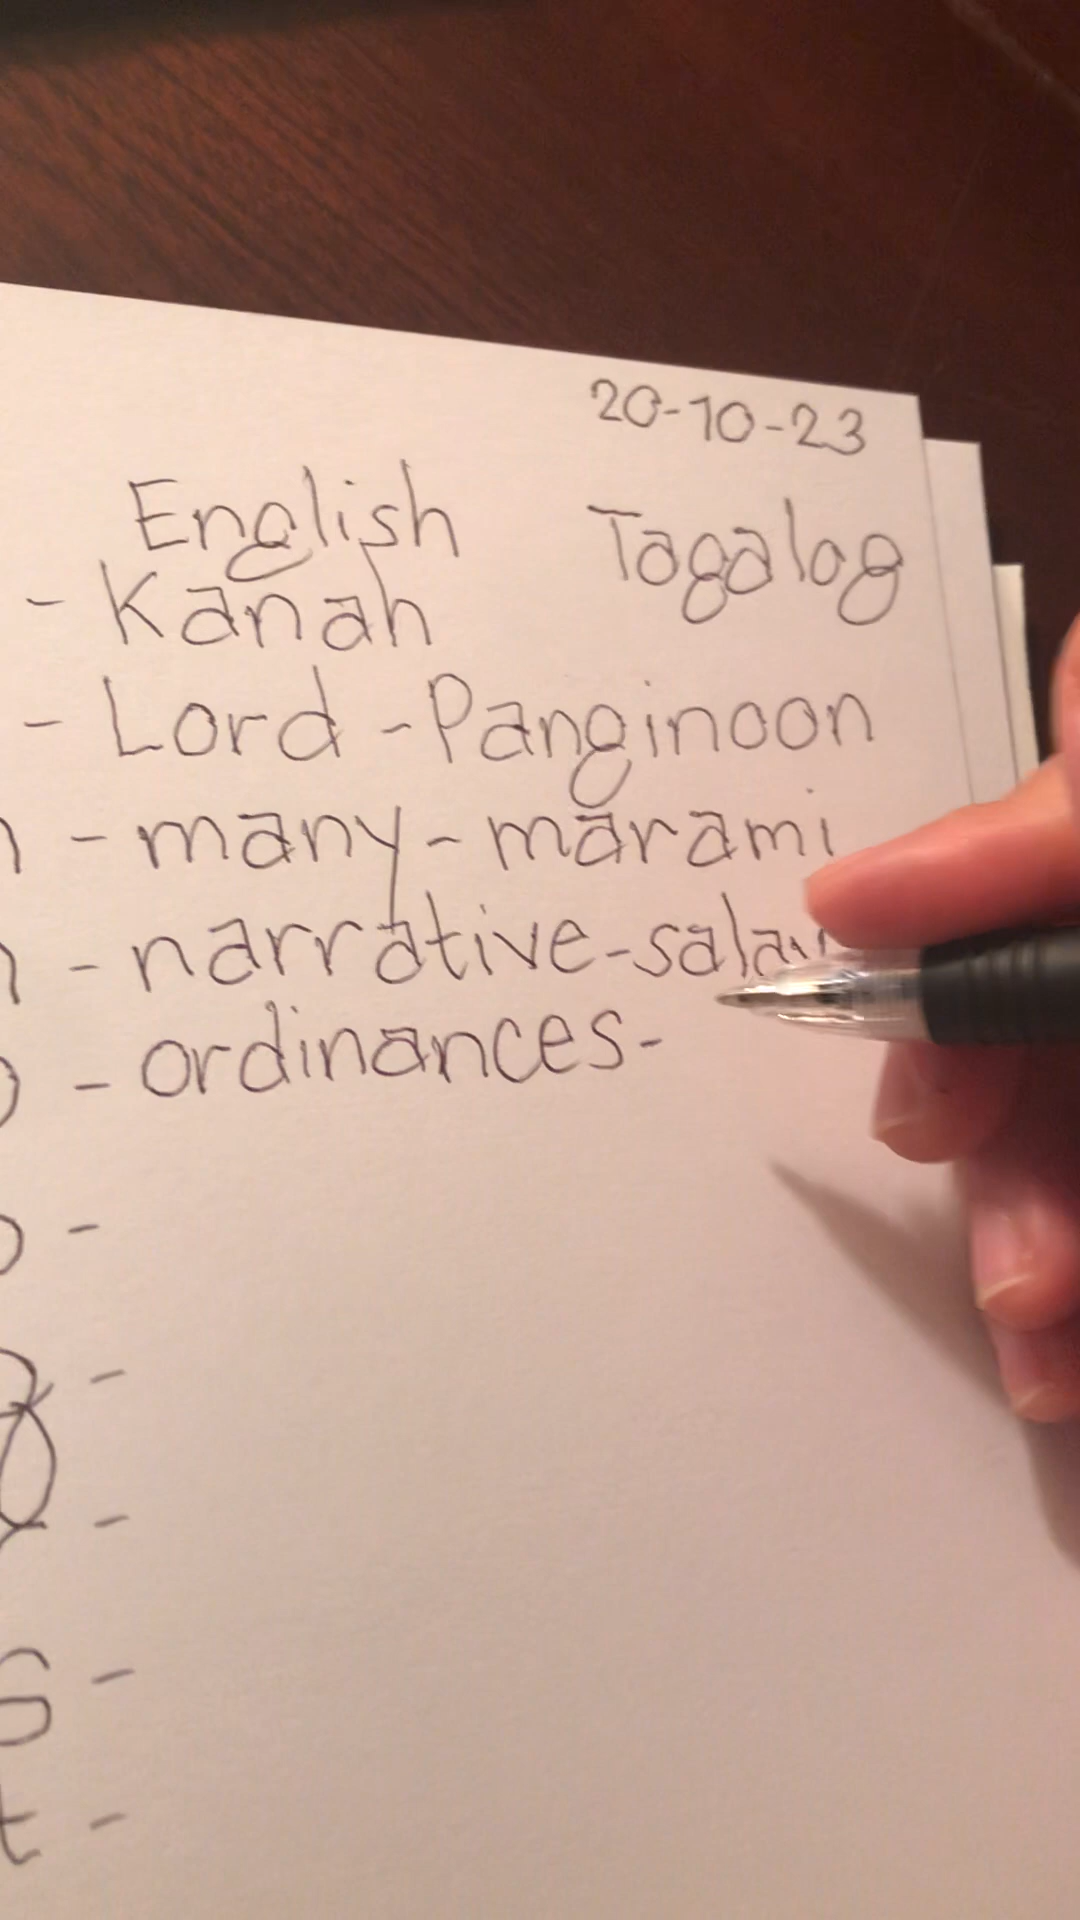 20-10-23
English Tagalog
- Kanah
- Lord - Panginoon
m - many - marami
n - narrative -
o - ordinances -
p -
q -
r -
s -
t -